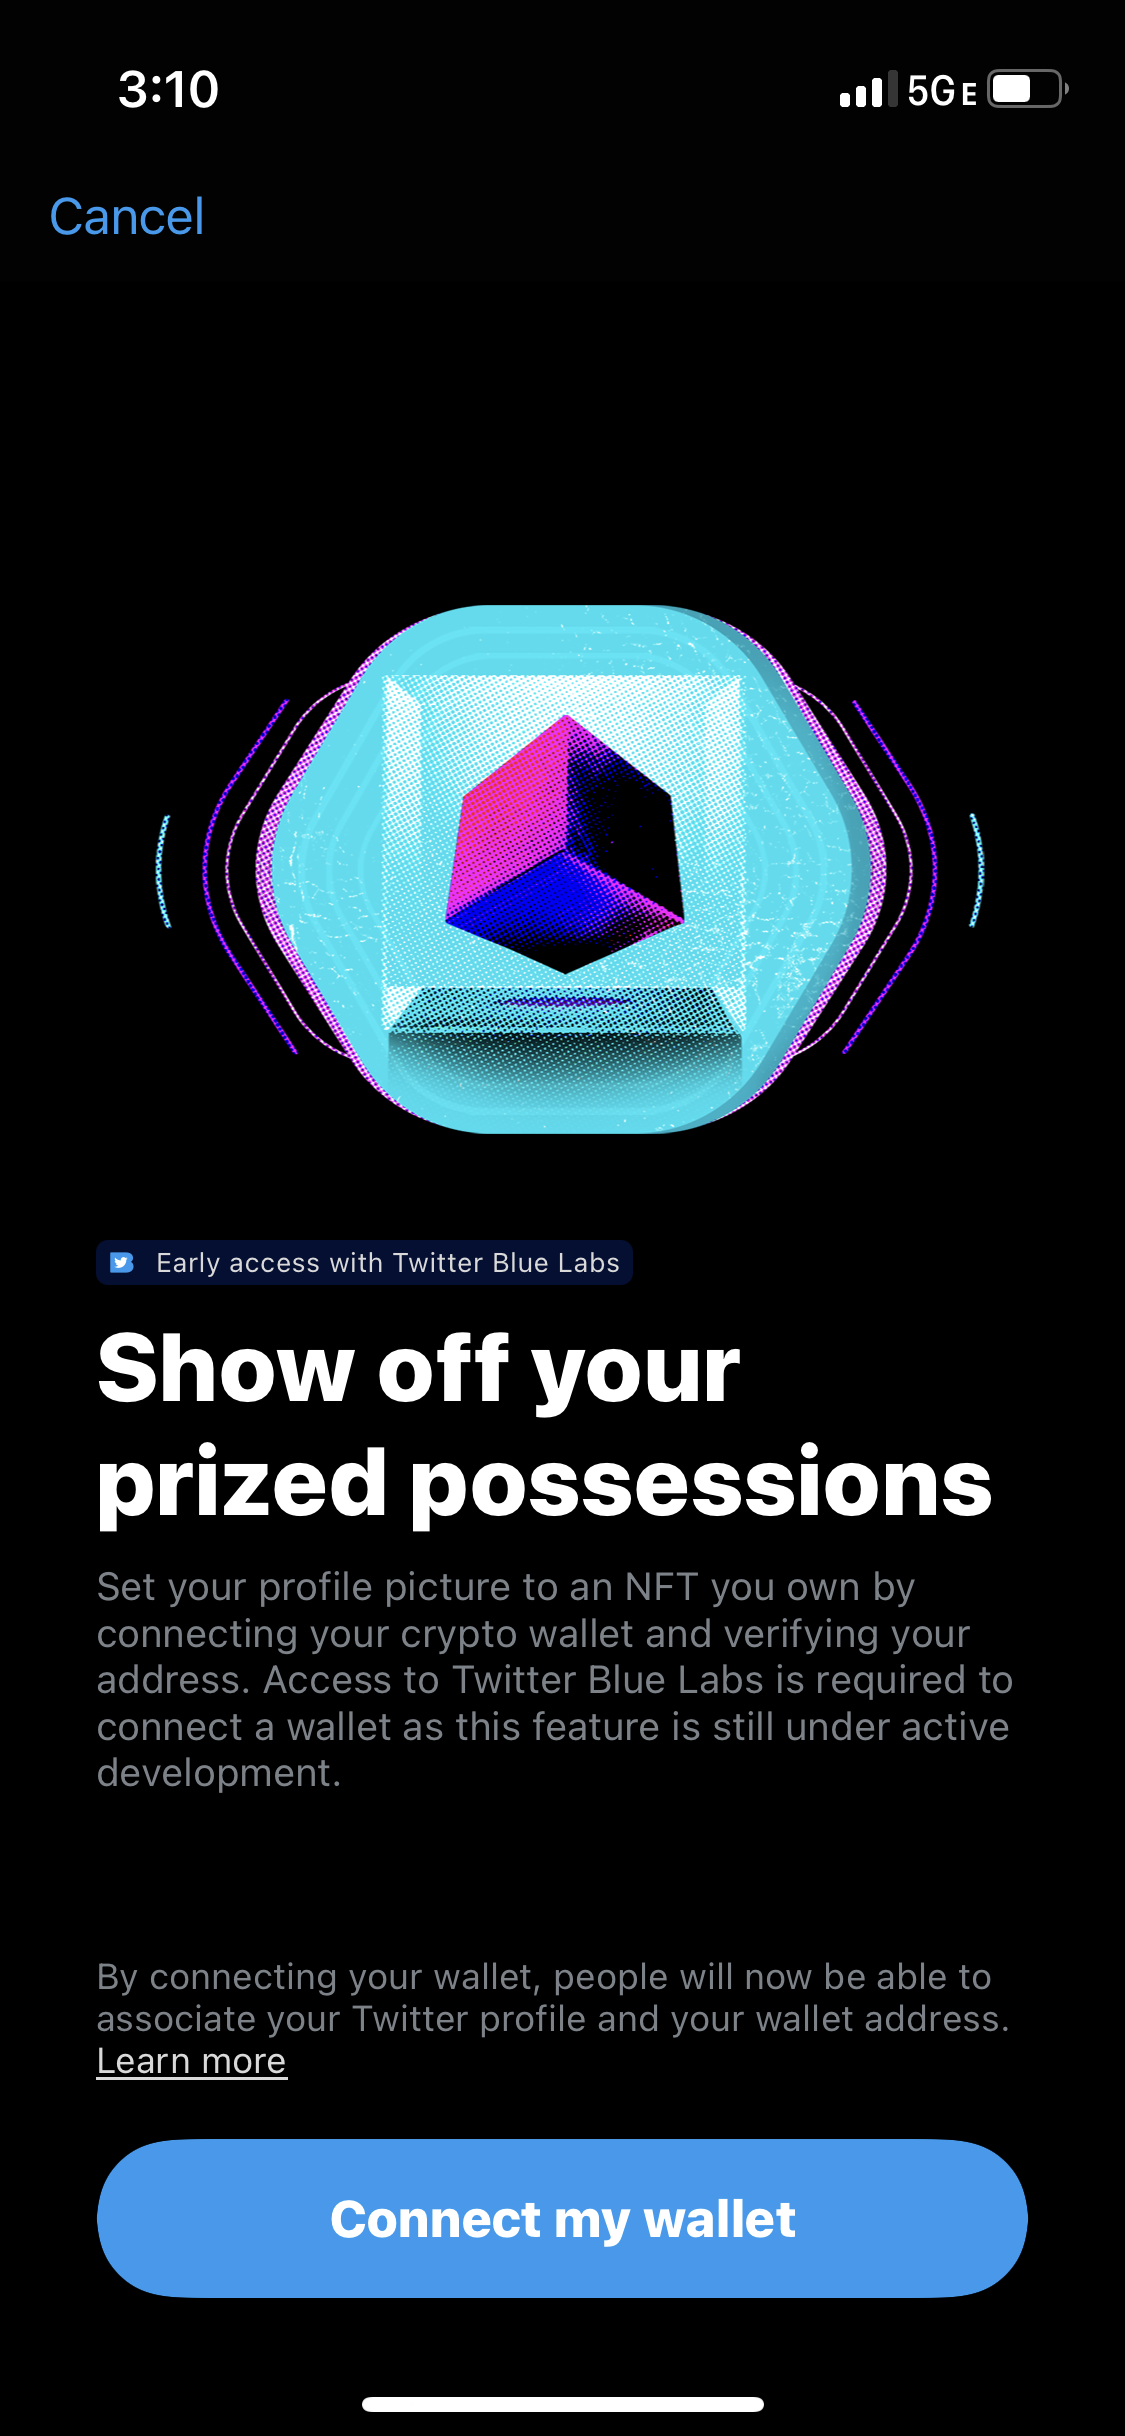 3:10
5G E
Cancel
Early access with Twitter Blue Labs
Show off your
prized possessions
Set your profile picture to an NFT you own by
connecting your crypto wallet and verifying your
address. Access to Twitter Blue Labs is required to
connect a wallet as this feature is still under active
development.
By connecting your wallet, people will now be able to
associate your Twitter profile and your wallet address.
Learn more
Connect my wallet